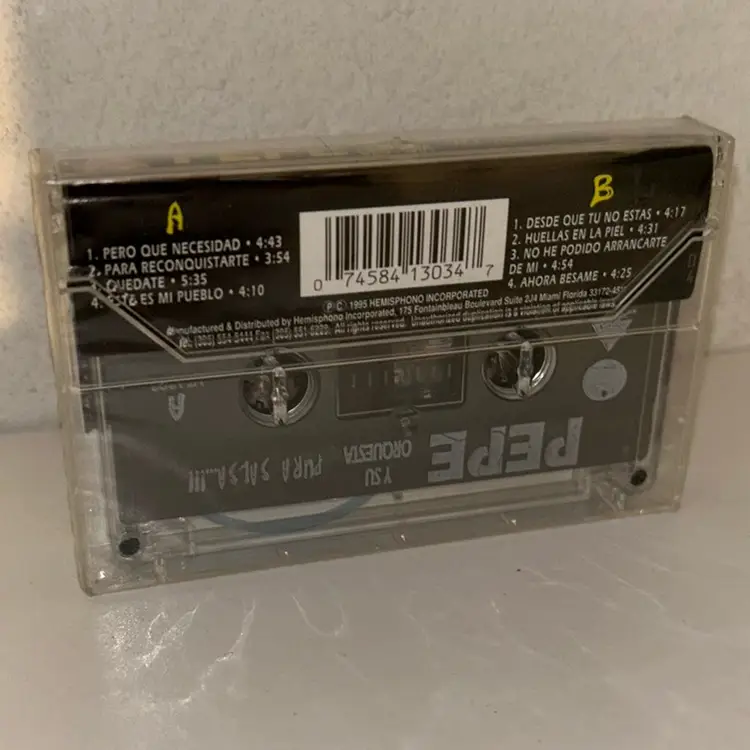 A
1. PERO QUE NECESIDAD • 4:43
2. PARA RECONQUISTARTE • 3:54
3. QUEDATE • 5:35
4. ESTE ES MI PUEBLO • 4:10
0 74584 13034 7
B
1. DESDE QUE TU NO ESTAS • 4:17
2. HUELLAS EN LA PIEL • 4:31
3. NO HE PODIDO ARRANCARTE
DE MI • 4:54
4. AHORA BESAME • 4:25
Ⓟ © 1995 HEMISPHONO INCORPORATED
Manufactured & Distributed by Hemisphono Incorporated, 175 Fontainbleau Boulevard Suite 2J4 Miami Florida
All rights reserved. Unauthorized duplication is a violation of applicable laws.
A
PEPE
Y SU
ORQUESTA
PURA SALSA...!!!